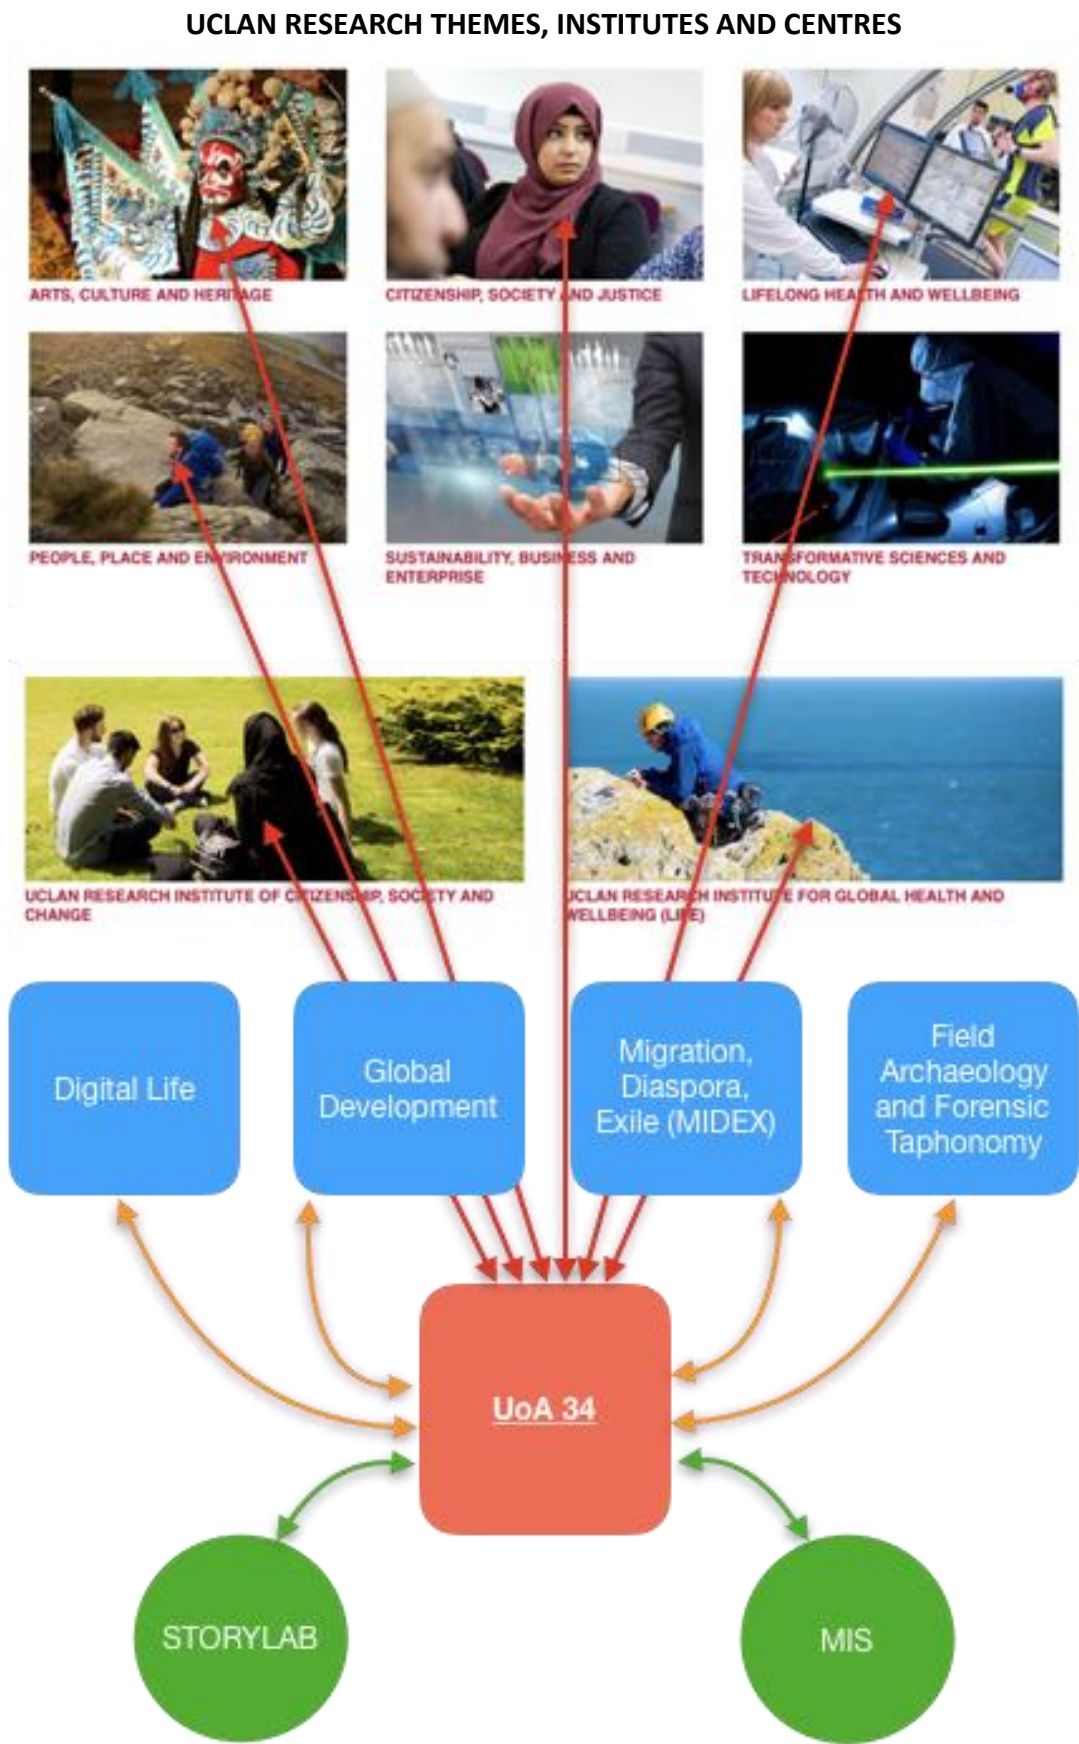 UCLAN RESEARCH THEMES, INSTITUTES AND CENTRES
ARTS, CULTURE AND HERITAGE
CITIZENSHIP, SOCIETY AND JUSTICE
LIFELONG HEALTH AND WELLBEING
PEOPLE, PLACE AND ENVIRONMENT
SUSTAINABILITY, BUSINESS AND
ENTERPRISE
TRANSFORMATIVE SCIENCES AND
TECHNOLOGY
UCLAN RESEARCH INSTITUTE OF CITIZENSHIP, SOCIETY AND
CHANGE
UCLAN RESEARCH INSTITUTE FOR GLOBAL HEALTH AND
WELLBEING (LIFE)
Digital Life
Global
Development
Migration,
Diaspora,
Exile (MIDEX)
Field
Archaeology
and Forensic
Taphonomy
UoA 34
STORYLAB
MIS